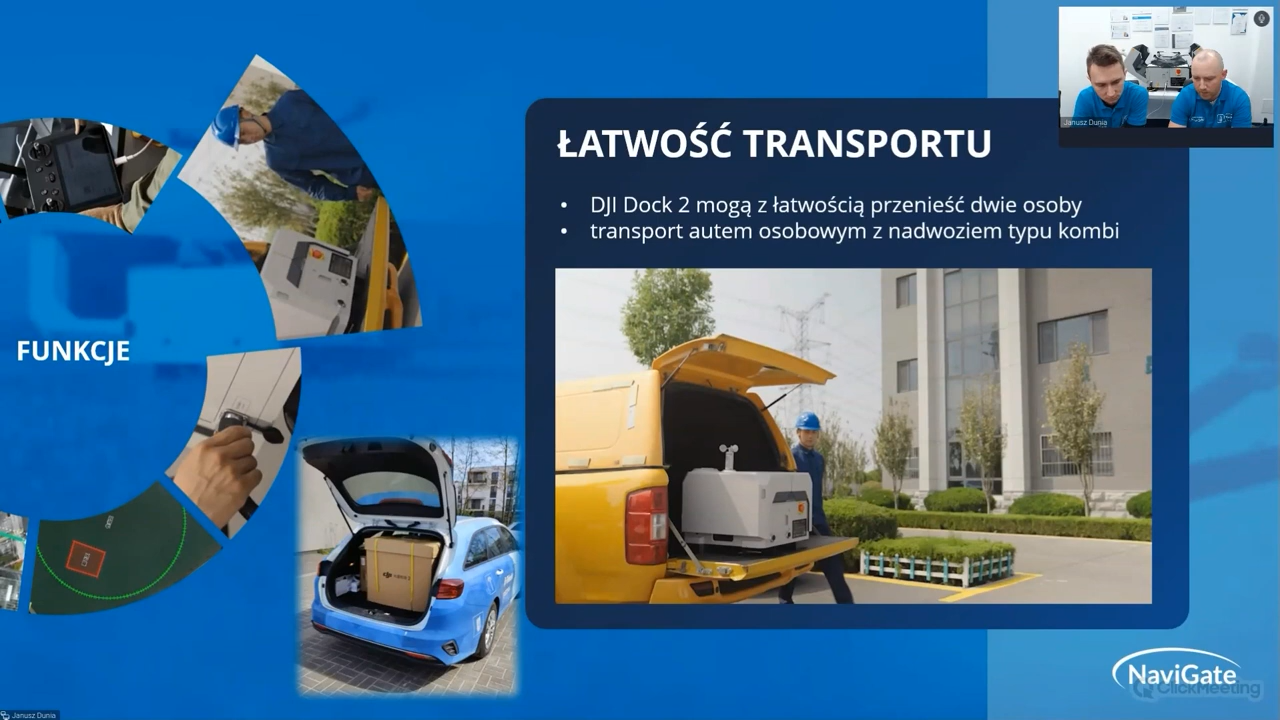 Janusz Dunia
ŁATWOŚĆ TRANSPORTU
• DJI Dock 2 mogą z łatwością przenieść dwie osoby
• transport autem osobowym z nadwoziem typu kombi
FUNKCJE
NaviGate
ClickMeeting
Janusz Dunia